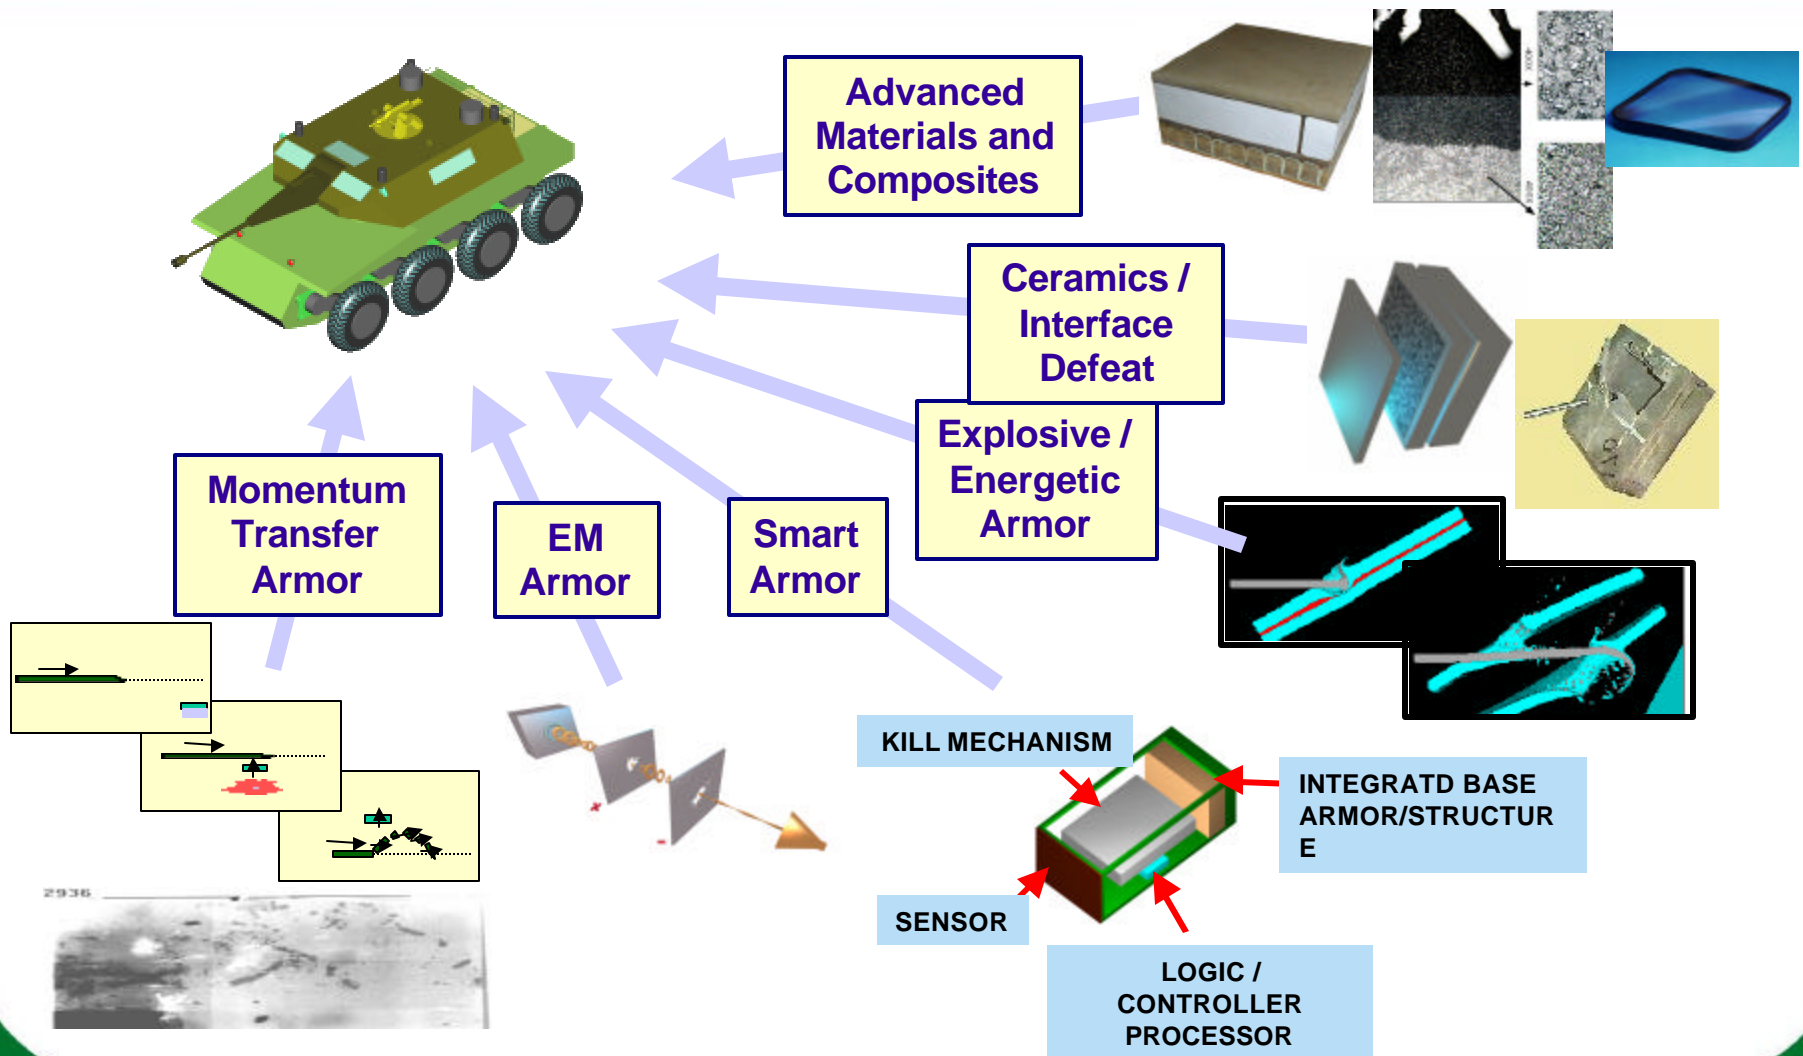 Advanced
Materials and
Composites
Ceramics /
Interface
Defeat
Explosive /
Energetic
Armor
Momentum
Transfer
Armor
EM
Armor
Smart
Armor
KILL MECHANISM
INTEGRATD BASE
ARMOR/STRUCTUR
E
SENSOR
LOGIC /
CONTROLLER
PROCESSOR
2936
+
-